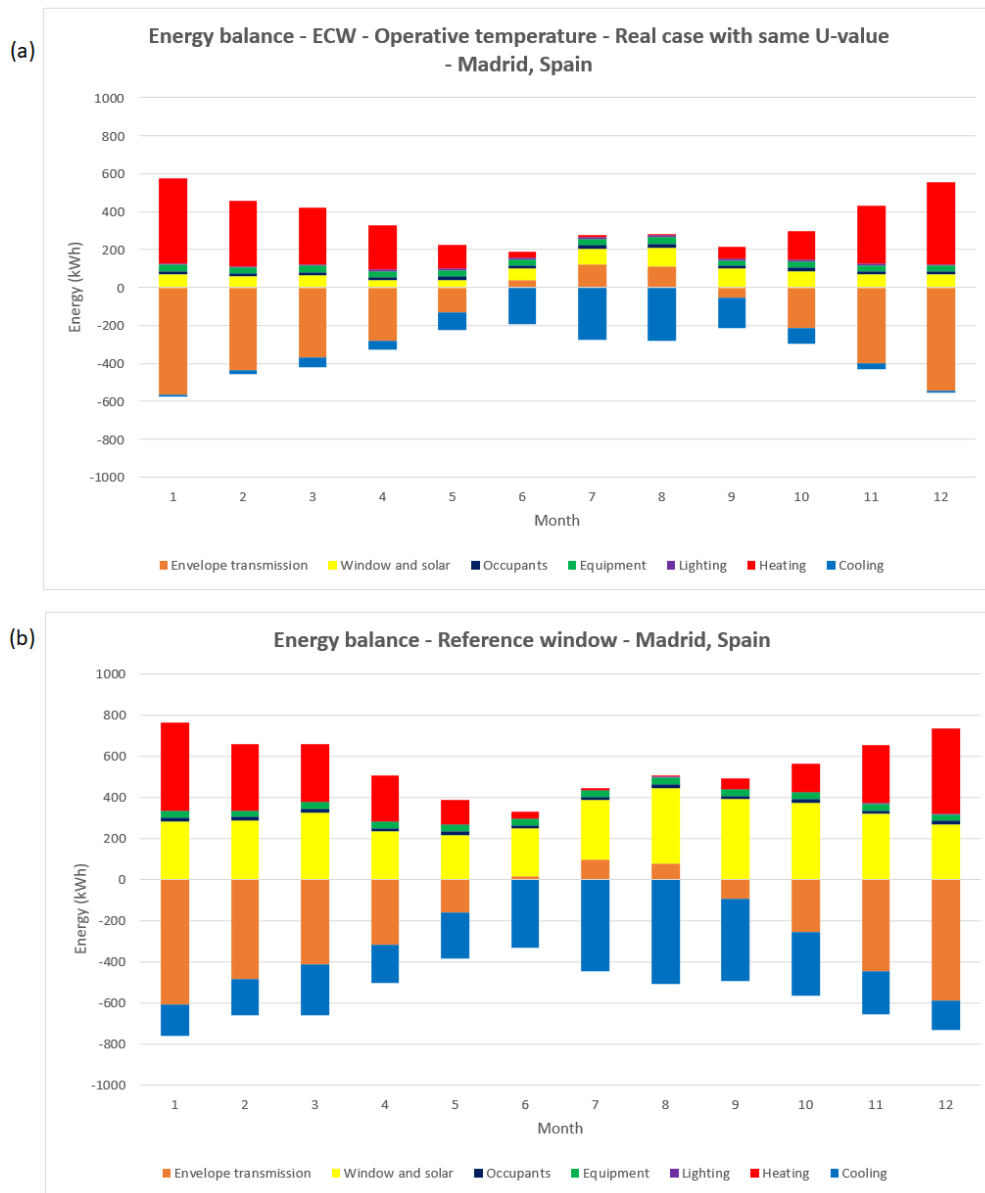 (a)
Energy balance - ECW - Operative temperature - Real case with same U-value
- Madrid, Spain
1000
800
600
400
200
0
-200
-400
-600
-800
-1000
Energy (kWh)
1 2 3 4 5 6 7 8 9 10 11 12
Month
Envelope transmission Window and solar Occupants Equipment Lighting Heating Cooling
(b)
Energy balance - Reference window - Madrid, Spain
1000
800
600
400
200
0
-200
-400
-600
-800
-1000
Energy (kWh)
1 2 3 4 5 6 7 8 9 10 11 12
Month
Envelope transmission Window and solar Occupants Equipment Lighting Heating Cooling